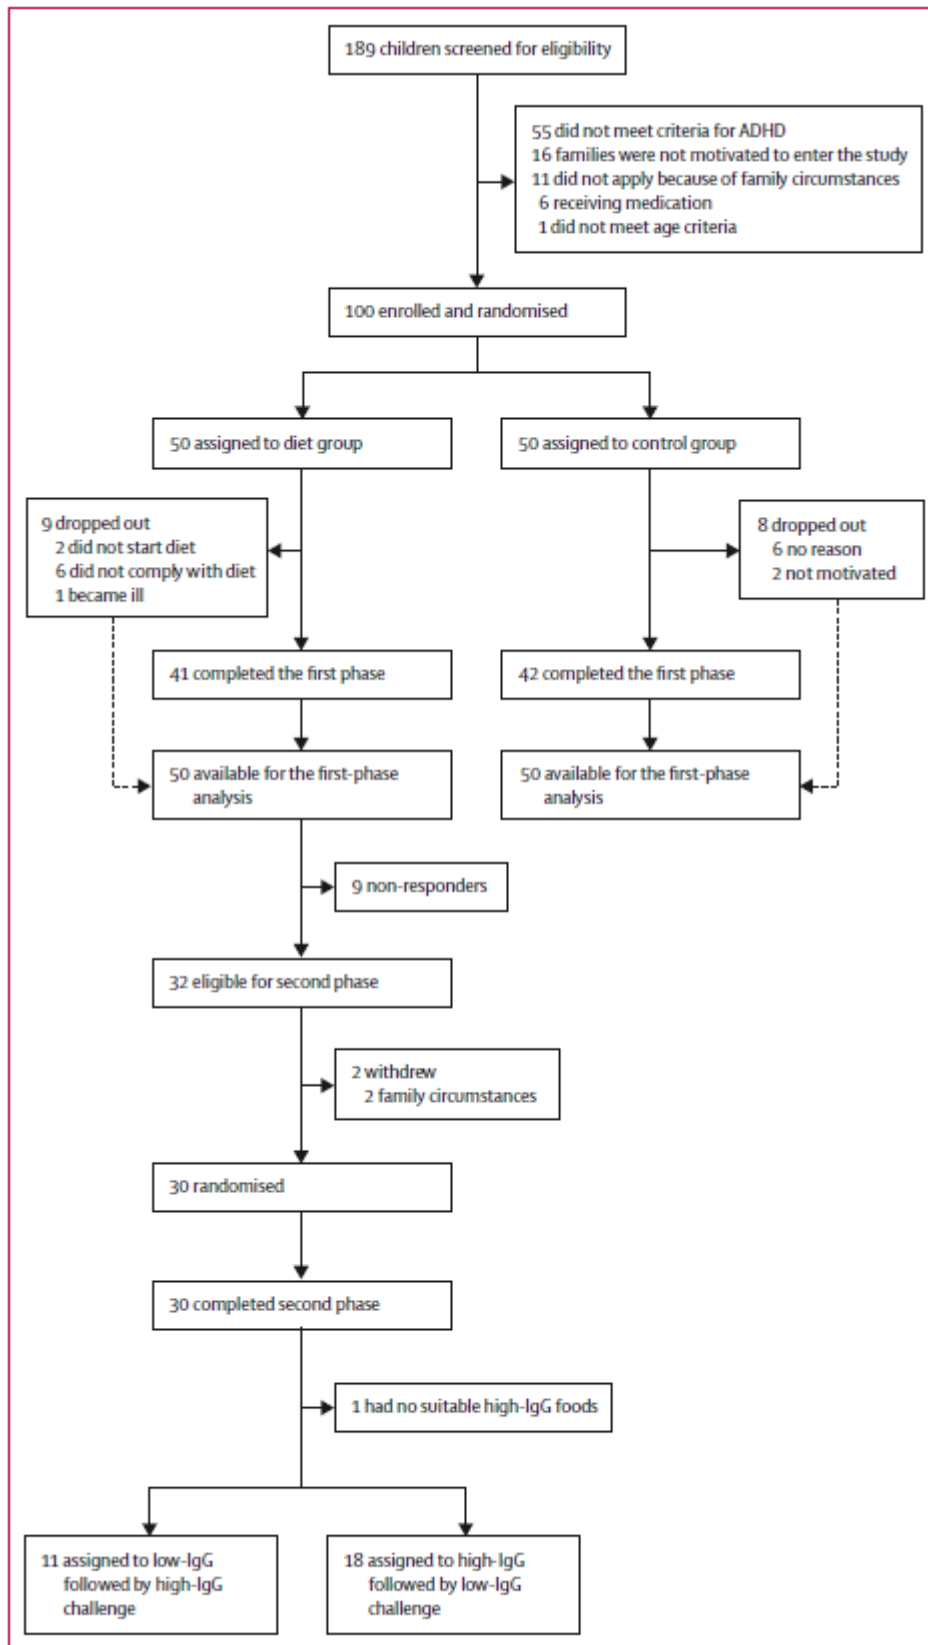 189 children screened for eligibility
55 did not meet criteria for ADHD
16 families were not motivated to enter the study
11 did not apply because of family circumstances
6 receiving medication
1 did not meet age criteria
100 enrolled and randomised
50 assigned to diet group
50 assigned to control group
9 dropped out
2 did not start diet
6 did not comply with diet
1 became ill
8 dropped out
6 no reason
2 not motivated
41 completed the first phase
42 completed the first phase
50 available for the first-phase
analysis
50 available for the first-phase
analysis
9 non-responders
32 eligible for second phase
2 withdrew
2 family circumstances
30 randomised
30 completed second phase
1 had no suitable high-IgG foods
11 assigned to low-IgG
followed by high-IgG
challenge
18 assigned to high-IgG
followed by low-IgG
challenge